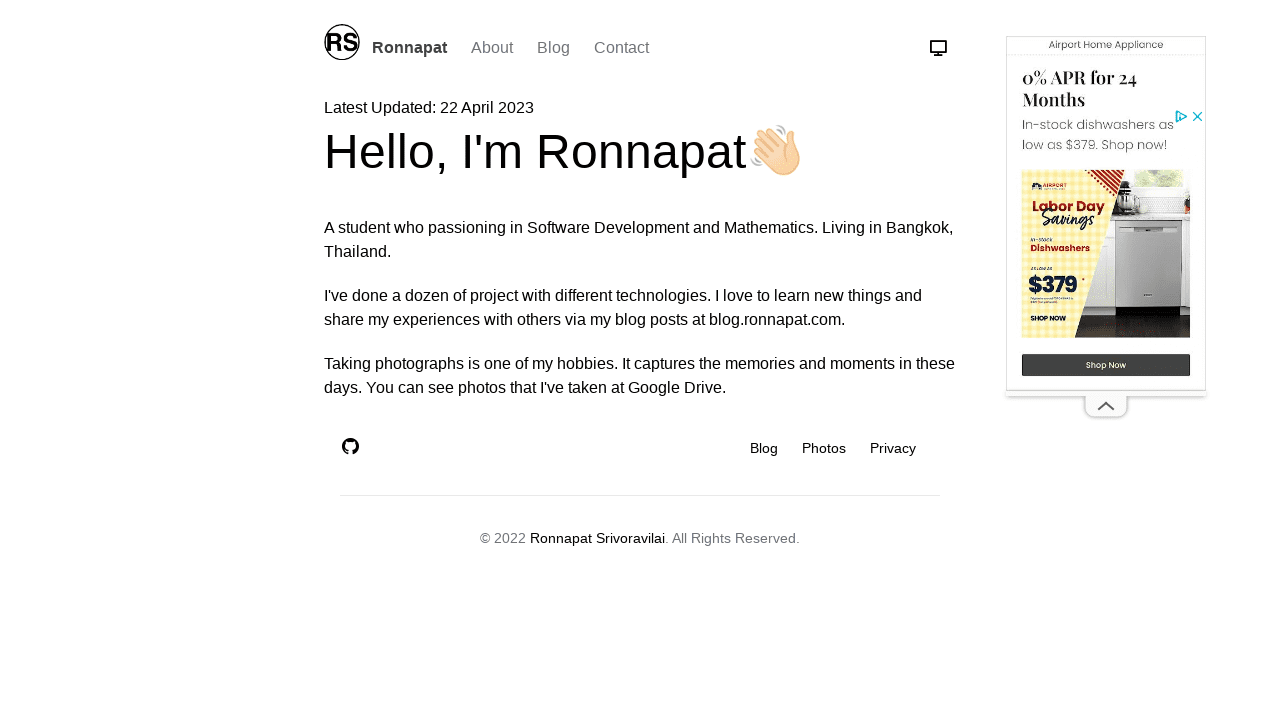 RS
Ronnapat About Blog Contact
Latest Updated: 22 April 2023
Hello, I'm Ronnapat
A student who passioning in Software Development and Mathematics. Living in Bangkok,
Thailand.
I've done a dozen of project with different technologies. I love to learn new things and
share my experiences with others via my blog posts at blog.ronnapat.com.
Taking photographs is one of my hobbies. It captures the memories and moments in these
days. You can see photos that I've taken at Google Drive.
Blog Photos Privacy
© 2022 Ronnapat Srivoravilai. All Rights Reserved.
Airport Home Appliance
0% APR for 24
Months
In-stock dishwashers as
low as $379. Shop now!
AIRPORT
Labor Day
Savings
In-stock
Dishwashers
AS LOW AS
$379
SHOP NOW
Shop Now